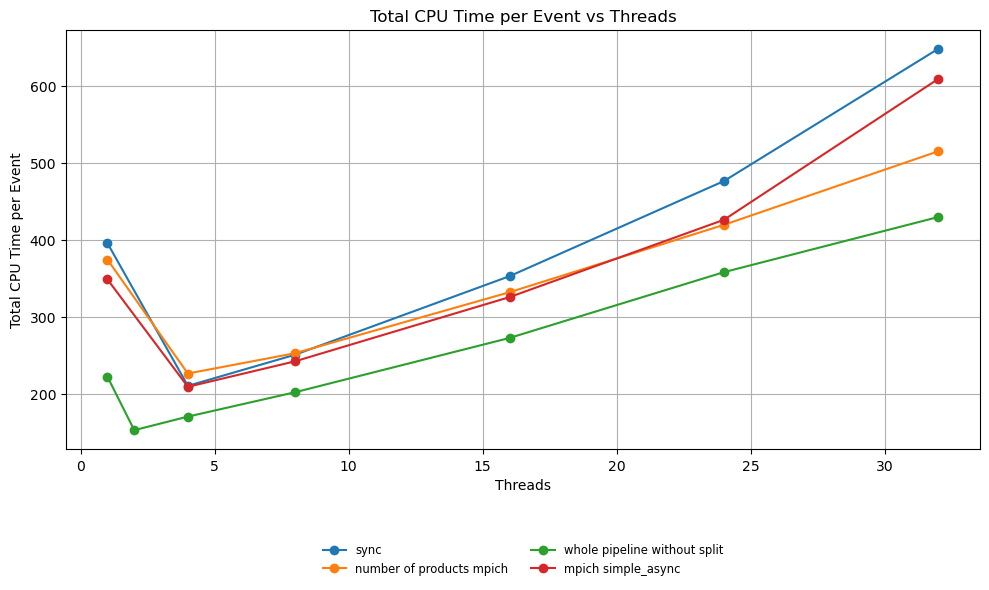 Total CPU Time per Event vs Threads
Total CPU Time per Event
600
500
400
300
200
0 5 10 15 20 25 30
Threads
sync
number of products mpich
whole pipeline without split
mpich simple_async